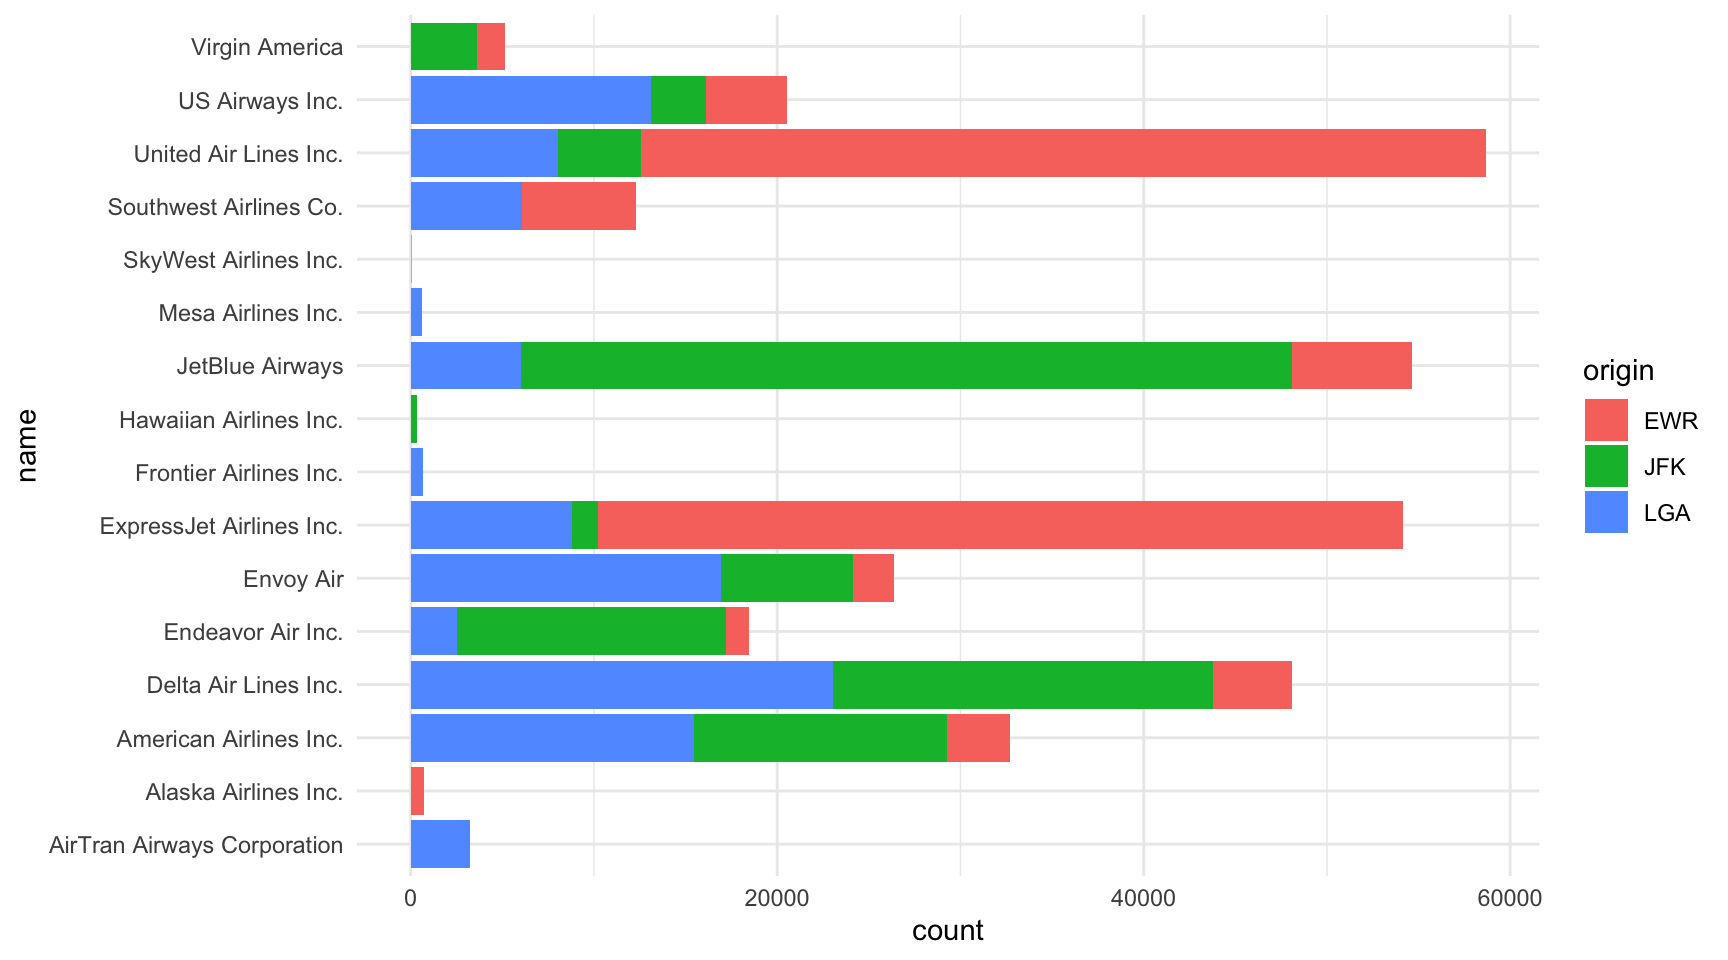 Virgin America
US Airways Inc.
United Air Lines Inc.
Southwest Airlines Co.
SkyWest Airlines Inc.
Mesa Airlines Inc.
JetBlue Airways
Hawaiian Airlines Inc.
Frontier Airlines Inc.
ExpressJet Airlines Inc.
Envoy Air
Endeavor Air Inc.
Delta Air Lines Inc.
American Airlines Inc.
Alaska Airlines Inc.
AirTran Airways Corporation
name
0 20000 40000 60000
count
origin
EWR
JFK
LGA